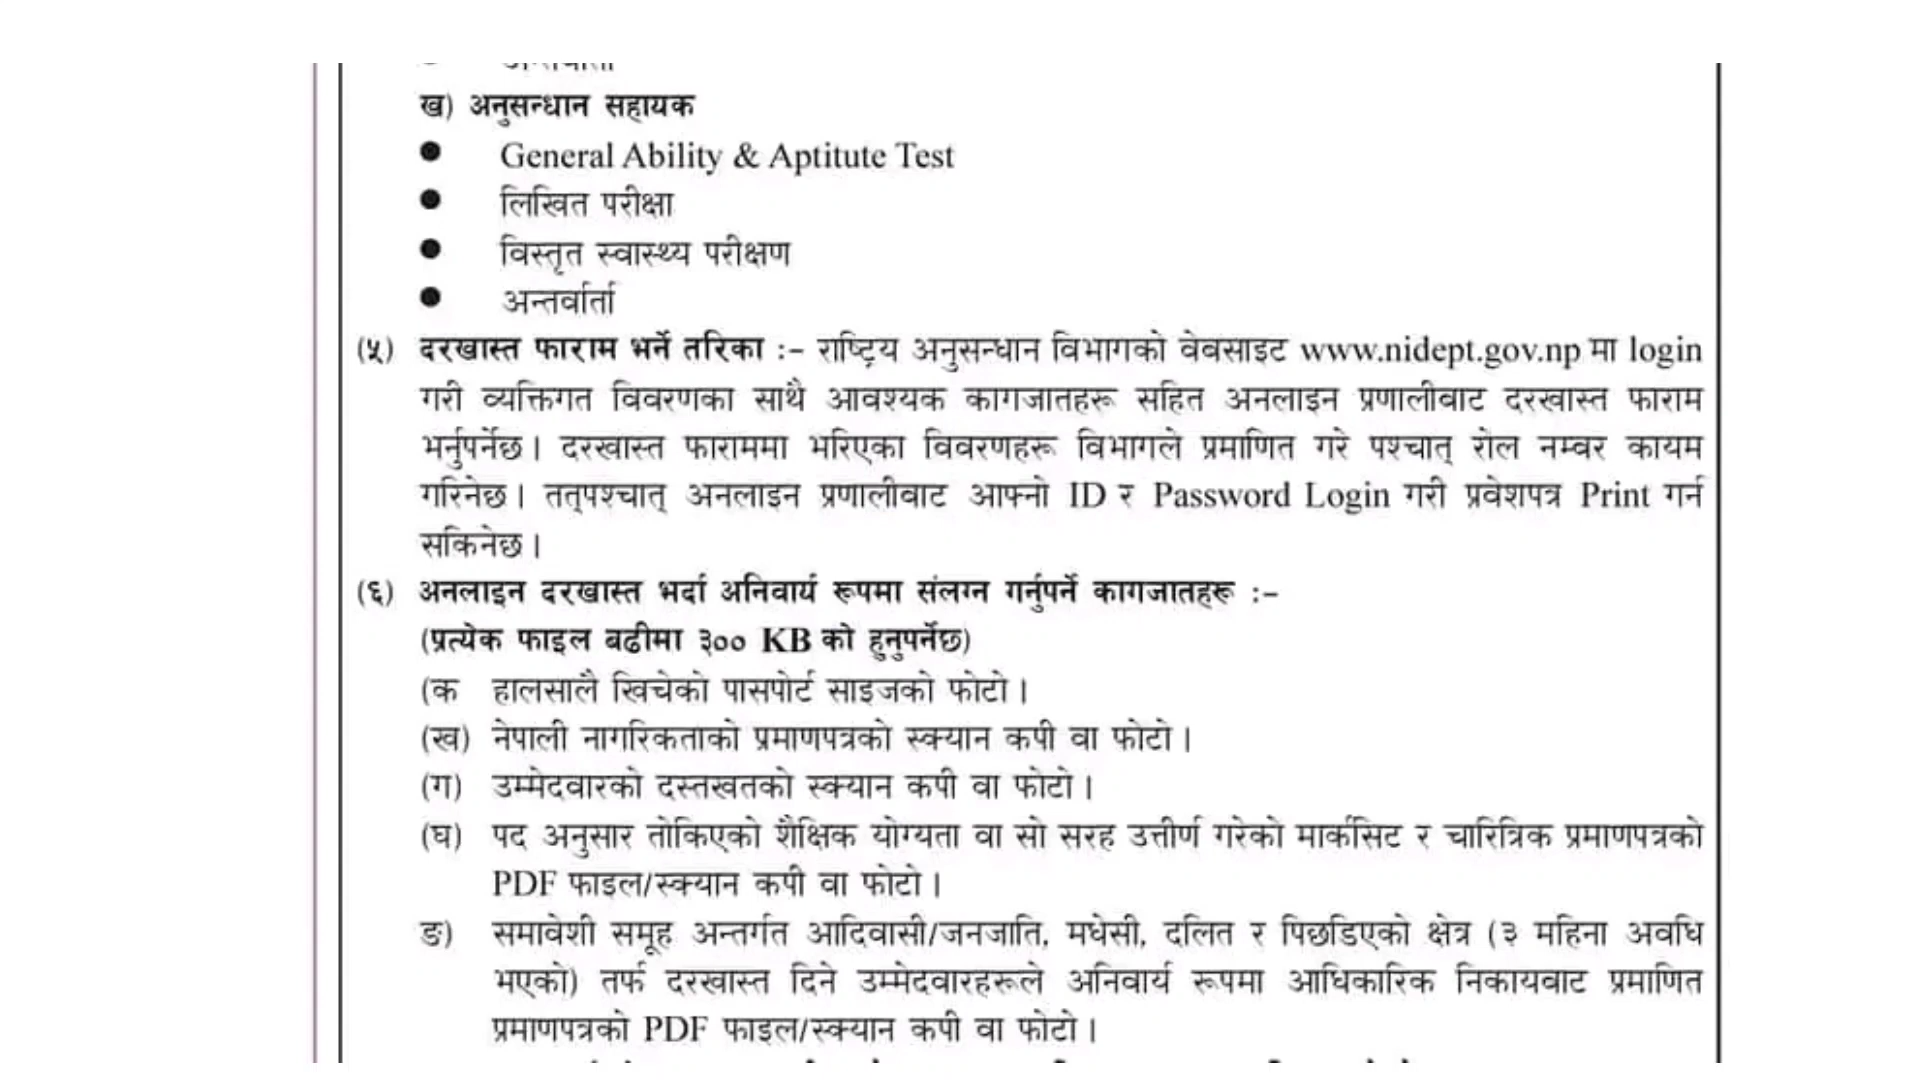 अन्तर्वार्ता
ख) अनुसन्धान सहायक
● General Ability & Aptitute Test
● लिखित परीक्षा
● विस्तृत स्वास्थ्य परीक्षण
● अन्तर्वार्ता
(५) दरखास्त फाराम भर्ने तरिका :– राष्ट्रिय अनुसन्धान विभागको वेबसाइट www.nidept.gov.np मा login
गरी व्यक्तिगत विवरणका साथै आवश्यक कागजातहरू सहित अनलाइन प्रणालीबाट दरखास्त फाराम
भर्नुपर्नेछ। दरखास्त फाराममा भरिएका विवरणहरू विभागले प्रमाणित गरे पश्चात् रोल नम्वर कायम
गरिनेछ। तत्पश्चात् अनलाइन प्रणालीबाट आफ्नो ID र Password Login गरी प्रवेशपत्र Print गर्न
सकिनेछ।
(६) अनलाइन दरखास्त भर्दा अनिवार्य रूपमा संलग्न गर्नुपर्ने कागजातहरू :–
(प्रत्येक फाइल बढीमा ३०० KB को हुनुपर्नेछ)
(क हालसालै खिचेको पासपोर्ट साइजको फोटो।
(ख) नेपाली नागरिकताको प्रमाणपत्रको स्क्यान कपी वा फोटो।
(ग) उम्मेदवारको दस्तखतको स्क्यान कपी वा फोटो।
(घ) पद अनुसार तोकिएको शैक्षिक योग्यता वा सो सरह उत्तीर्ण गरेको मार्कसिट र चारित्रिक प्रमाणपत्रको
PDF फाइल/स्क्यान कपी वा फोटो।
ङ) समावेशी समूह अन्तर्गत आदिवासी/जनजाति, मधेसी, दलित र पिछडिएको क्षेत्र (३ महिना अवधि
भएको) तर्फ दरखास्त दिने उम्मेदवारहरूले अनिवार्य रूपमा आधिकारिक निकायबाट प्रमाणित
प्रमाणपत्रको PDF फाइल/स्क्यान कपी वा फोटो।